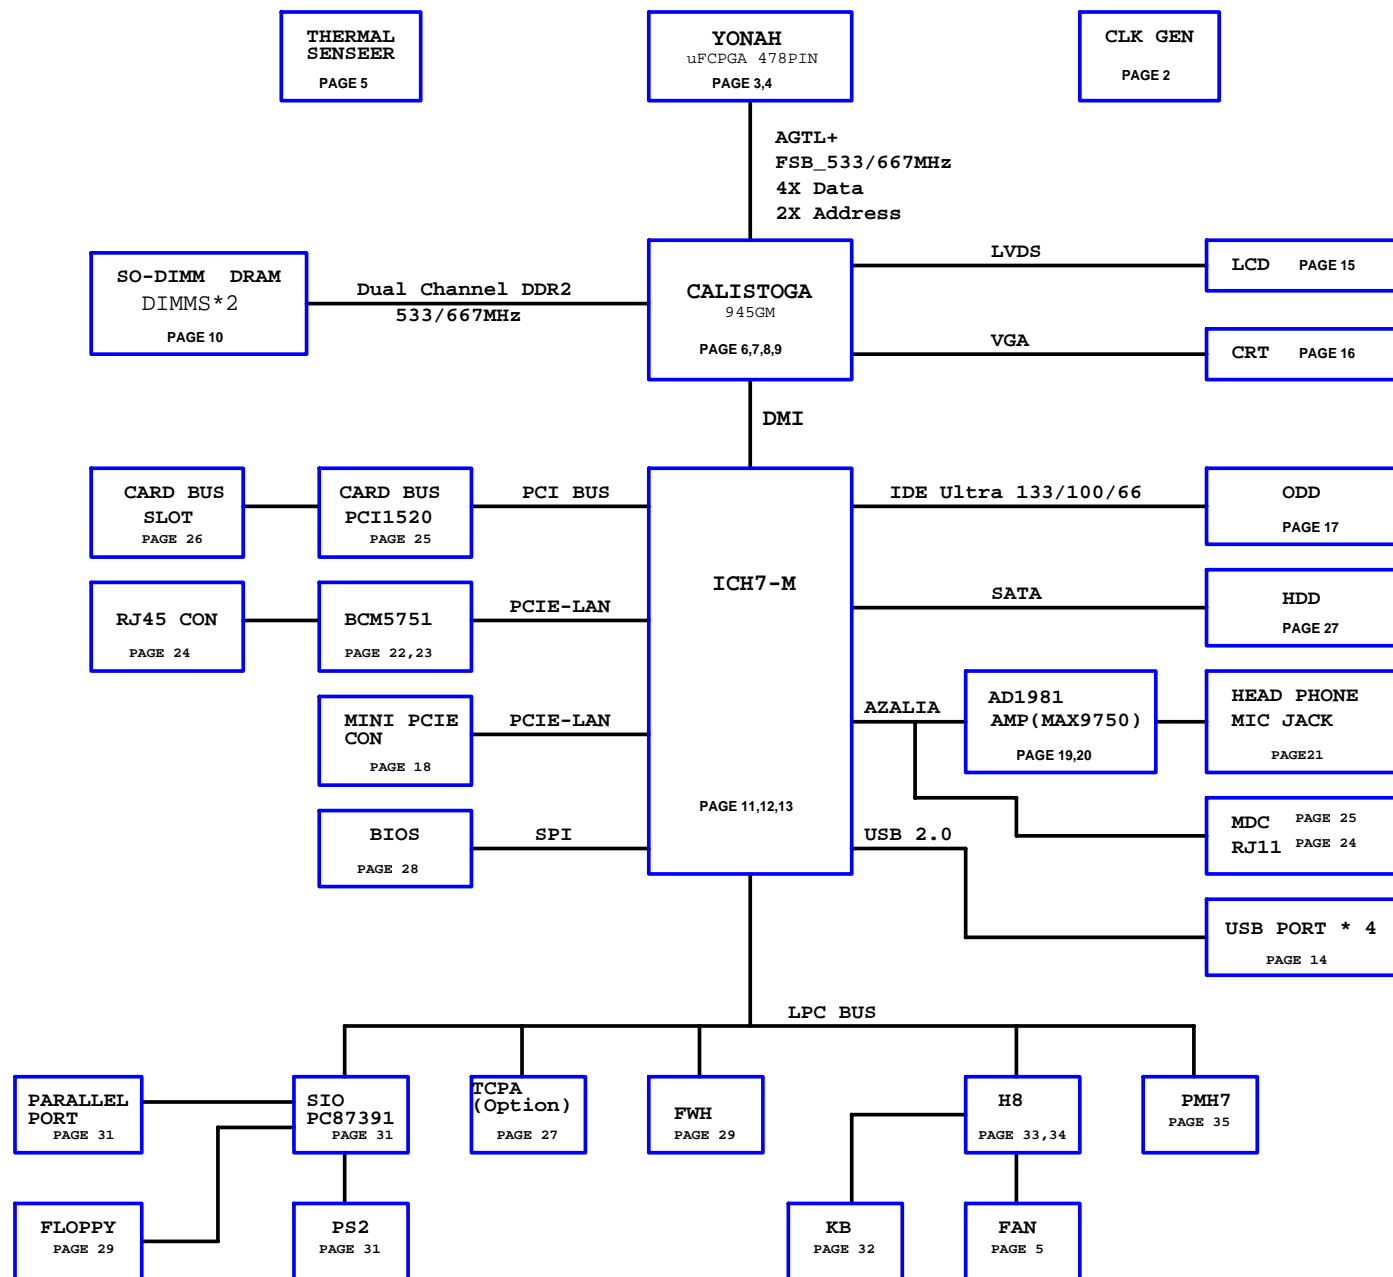 THERMAL
SENSEER
PAGE 5
YONAH
uFCPGA 478PIN
PAGE 3,4
CLK GEN
PAGE 2
AGTL+
FSB_533/667MHz
4X Data
2X Address
SO-DIMM DRAM
DIMMS*2
PAGE 10
Dual Channel DDR2
533/667MHz
CALISTOGA
945GM
PAGE 6,7,8,9
LVDS
LCD PAGE 15
VGA
CRT PAGE 16
DMI
CARD BUS
SLOT
PAGE 26
CARD BUS
PCI1520
PAGE 25
PCI BUS
ICH7-M
PAGE 11,12,13
IDE Ultra 133/100/66
ODD
PAGE 17
RJ45 CON
PAGE 24
BCM5751
PAGE 22,23
PCIE-LAN
SATA
HDD
PAGE 27
MINI PCIE
CON
PAGE 18
PCIE-LAN
AZALIA
AD1981
AMP(MAX9750)
PAGE 19,20
HEAD PHONE
MIC JACK
PAGE21
BIOS
PAGE 28
SPI
USB 2.0
MDC PAGE 25
RJ11 PAGE 24
USB PORT * 4
PAGE 14
LPC BUS
PARALLEL
PORT
PAGE 31
SIO
PC87391
PAGE 31
TCPA
(Option)
PAGE 27
FWH
PAGE 29
H8
PAGE 33,34
PMH7
PAGE 35
FLOPPY
PAGE 29
PS2
PAGE 31
KB
PAGE 32
FAN
PAGE 5